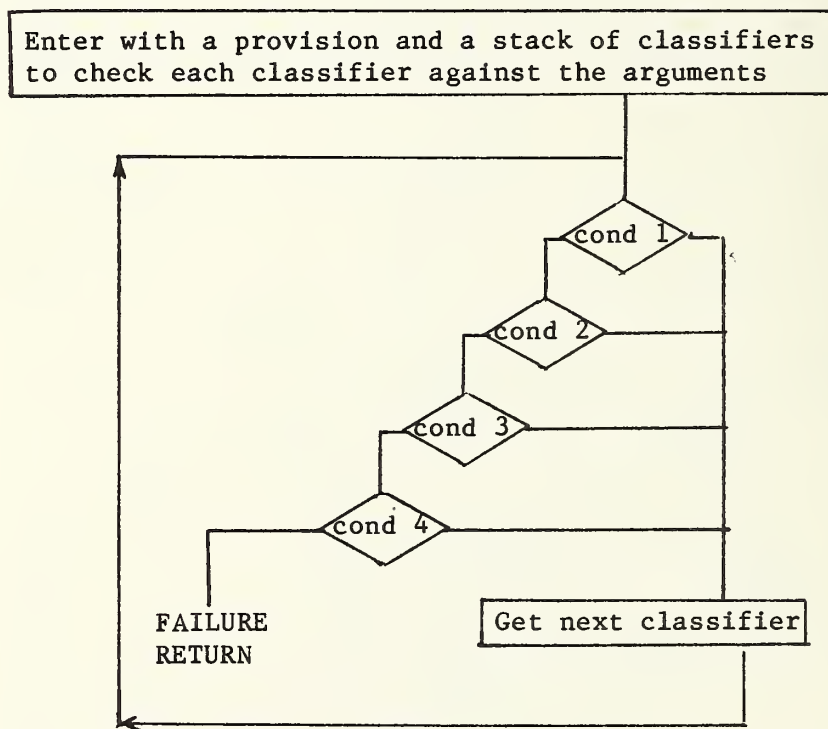 Enter with a provision and a stack of classifiers
to check each classifier against the arguments
cond 1
cond 2
cond 3
cond 4
FAILURE
RETURN
Get next classifier